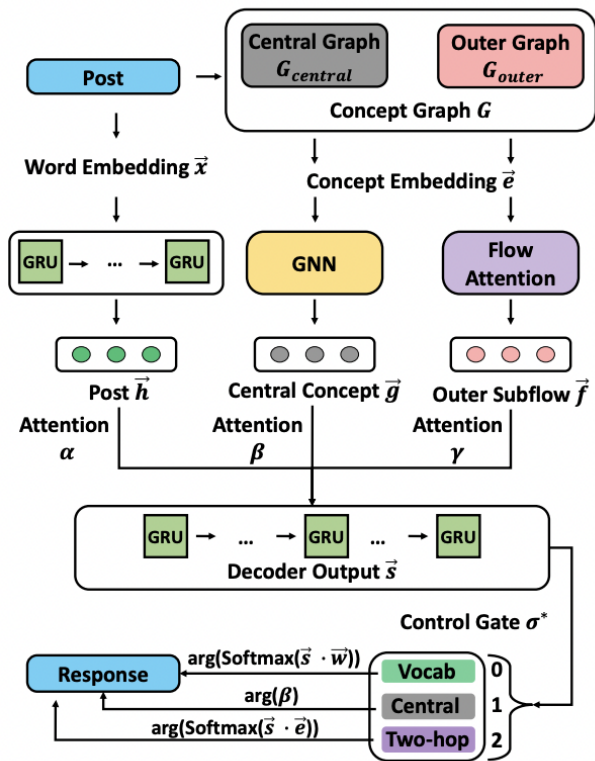 Post
Central Graph
G_central
Outer Graph
G_outer
Concept Graph G
Word Embedding x⃗
Concept Embedding e⃗
GRU ... GRU
GNN
Flow
Attention
Post h⃗
Central Concept g⃗
Outer Subflow f⃗
Attention
α
Attention
β
Attention
γ
GRU ... GRU ... GRU
Decoder Output s⃗
Control Gate σ*
Response
arg(Softmax(s⃗ · w⃗))
Vocab 0
arg(β)
Central 1
arg(Softmax(s⃗ · e⃗))
Two-hop 2